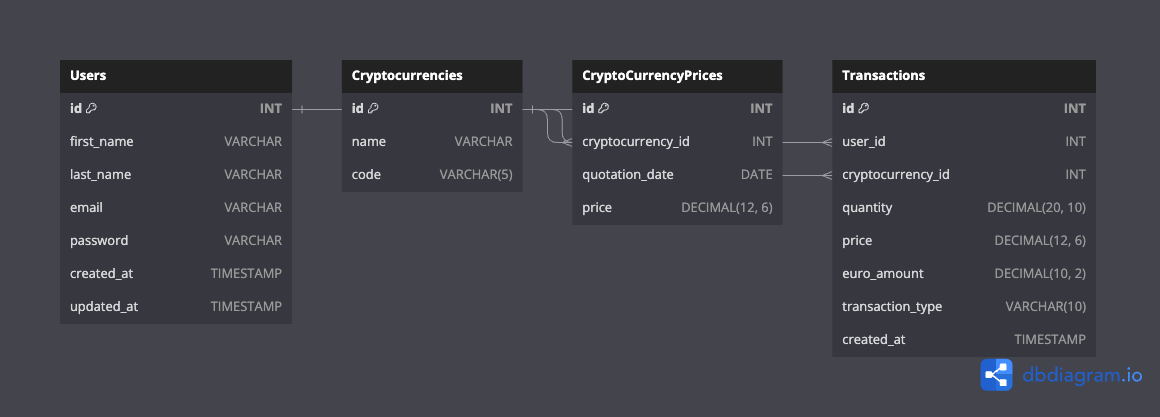 Users
id INT
first_name VARCHAR
last_name VARCHAR
email VARCHAR
password VARCHAR
created_at TIMESTAMP
updated_at TIMESTAMP
Cryptocurrencies
id INT
name VARCHAR
code VARCHAR(5)
CryptoCurrencyPrices
id INT
cryptocurrency_id INT
quotation_date DATE
price DECIMAL(12, 6)
Transactions
id INT
user_id INT
cryptocurrency_id INT
quantity DECIMAL(20, 10)
price DECIMAL(12, 6)
euro_amount DECIMAL(10, 2)
transaction_type VARCHAR(10)
created_at TIMESTAMP
dbdiagram.io